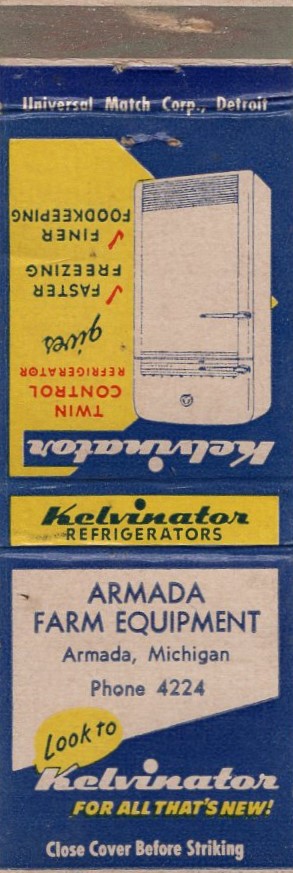 Universal Match Corp., Detroit
Kelvinator
TWIN
CONTROL
REFRIGERATOR
gives
✓ FASTER
FREEZING
✓ FINER
FOODKEEPING
Kelvinator
REFRIGERATORS
ARMADA
FARM EQUIPMENT
Armada, Michigan
Phone 4224
Look to
Kelvinator
FOR ALL THAT'S NEW!
Close Cover Before Striking